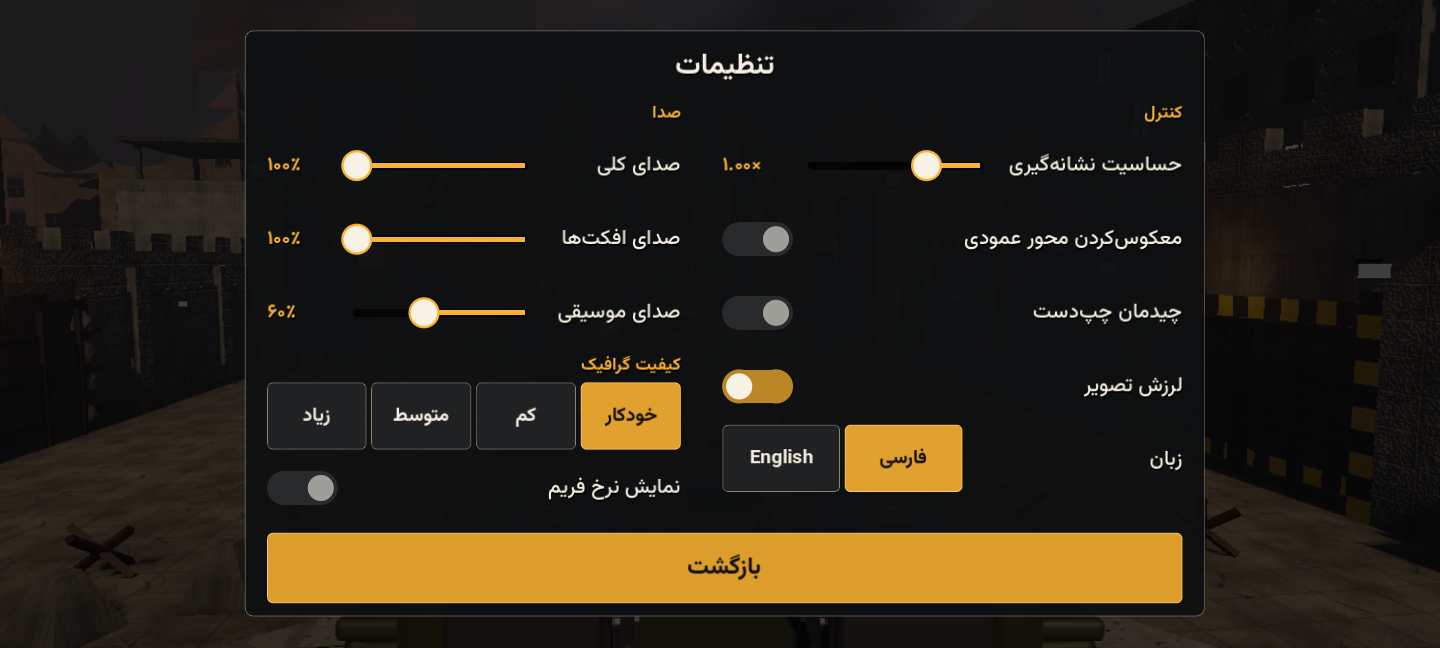 تنظیمات
کنترل
حساسیت نشانه‌گیری ۱.۰۰×
معکوس‌کردن محور عمودی
چیدمان چپ‌دست
لرزش تصویر
زبان فارسی English
صدا
صدای کلی ۱۰۰٪
صدای افکت‌ها ۱۰۰٪
صدای موسیقی ۶۰٪
کیفیت گرافیک
خودکار کم متوسط زیاد
نمایش نرخ فریم
بازگشت